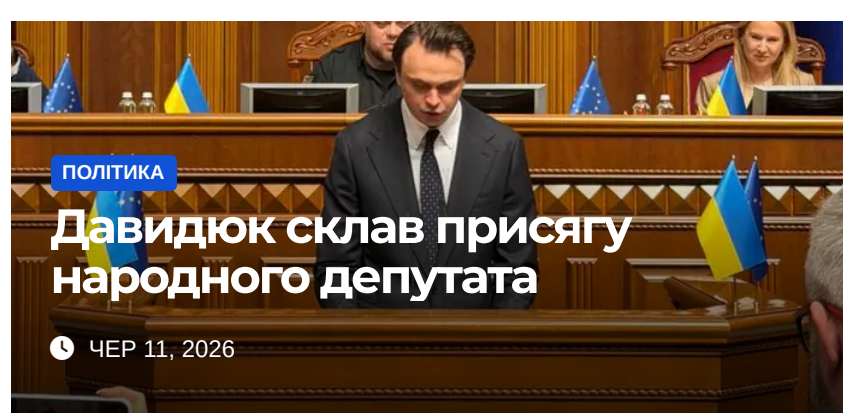 ПОЛІТИКА
Давидюк склав присягу
народного депутата
ЧЕР 11, 2026